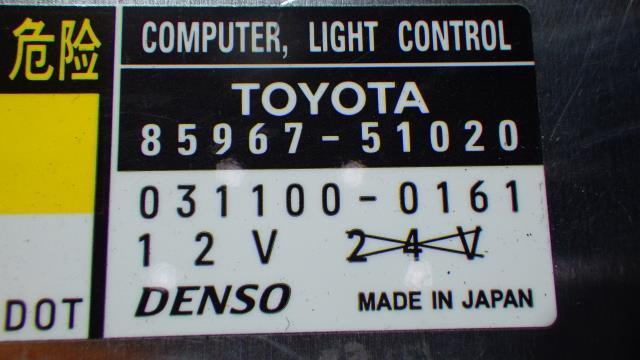 危险
COMPUTER, LIGHT CONTROL
TOYOTA
85967-51020
031100-0161
12V 24V
DENSO
MADE IN JAPAN
DOT